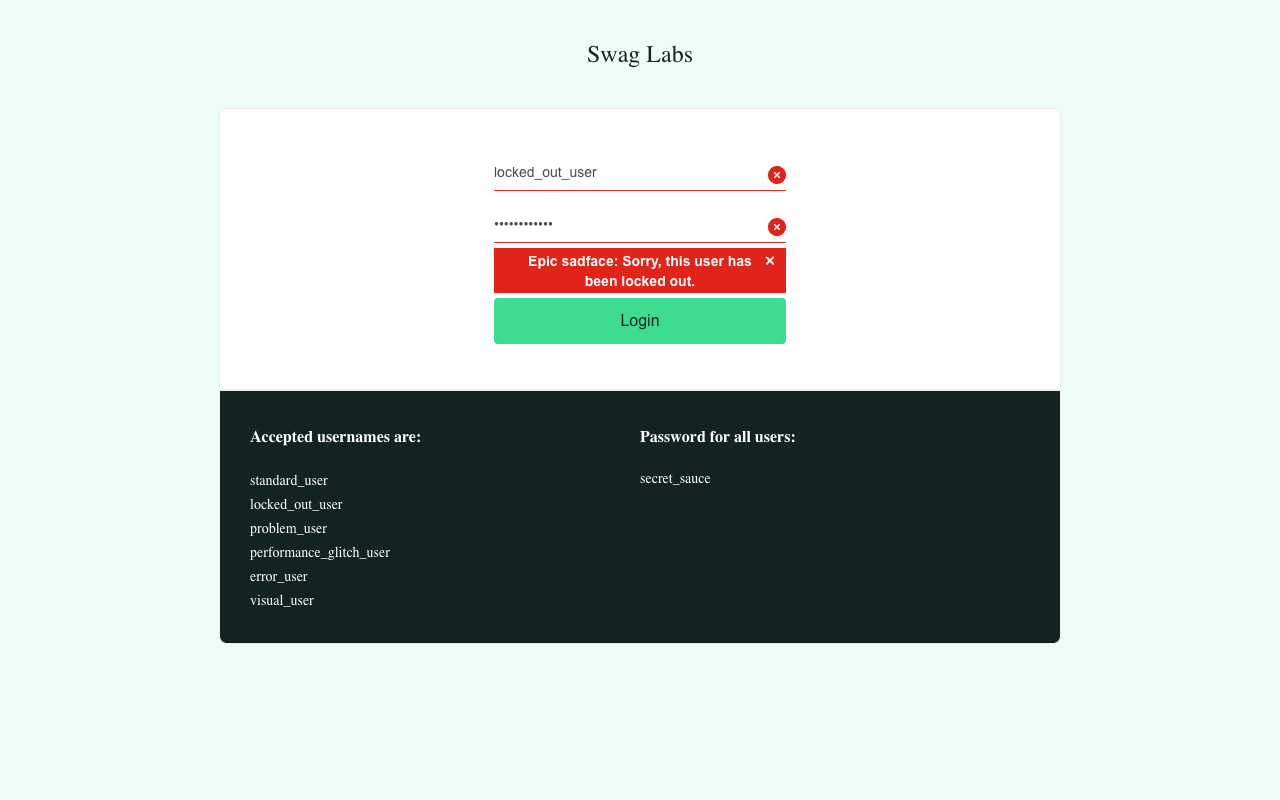 Swag Labs
locked_out_user
••••••••••••
Epic sadface: Sorry, this user has
been locked out.
Login
Accepted usernames are:
standard_user
locked_out_user
problem_user
performance_glitch_user
error_user
visual_user
Password for all users:
secret_sauce